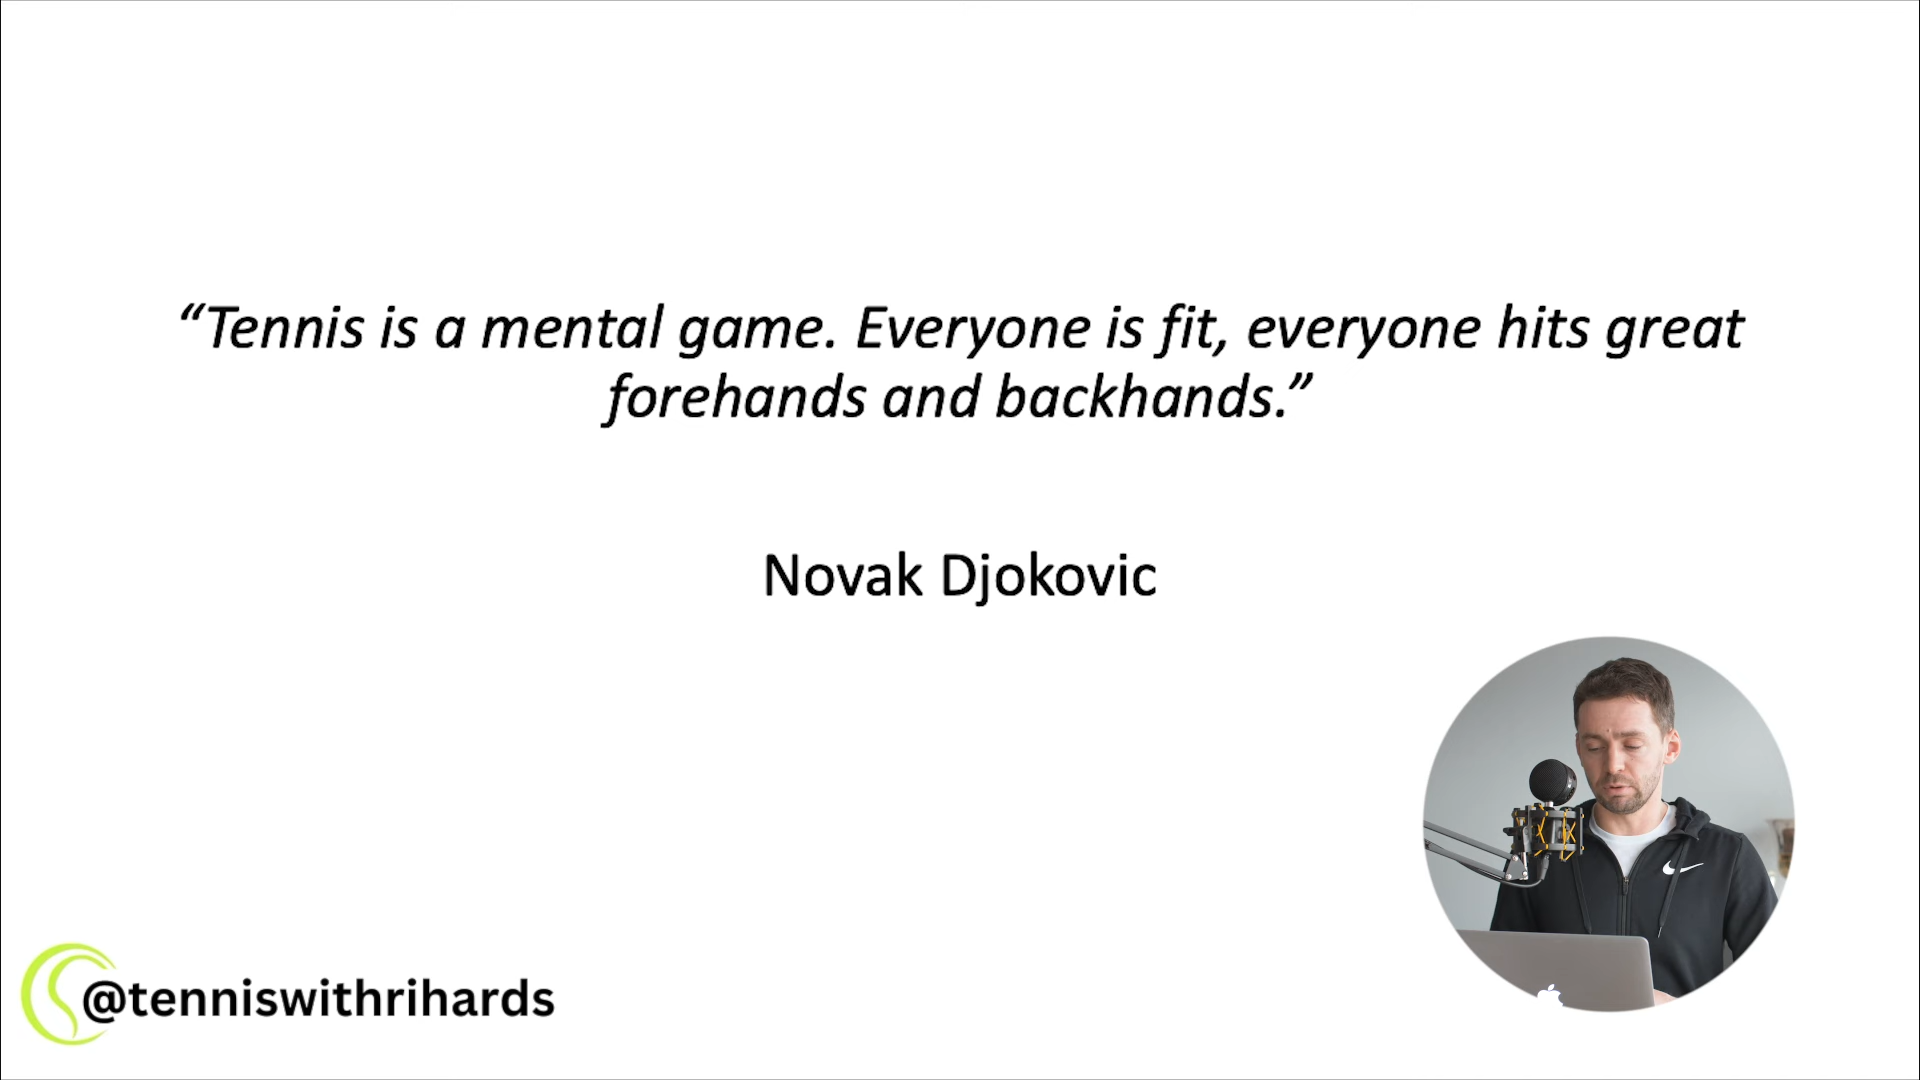 “Tennis is a mental game. Everyone is fit, everyone hits great
forehands and backhands.”
Novak Djokovic
@tenniswithrihards